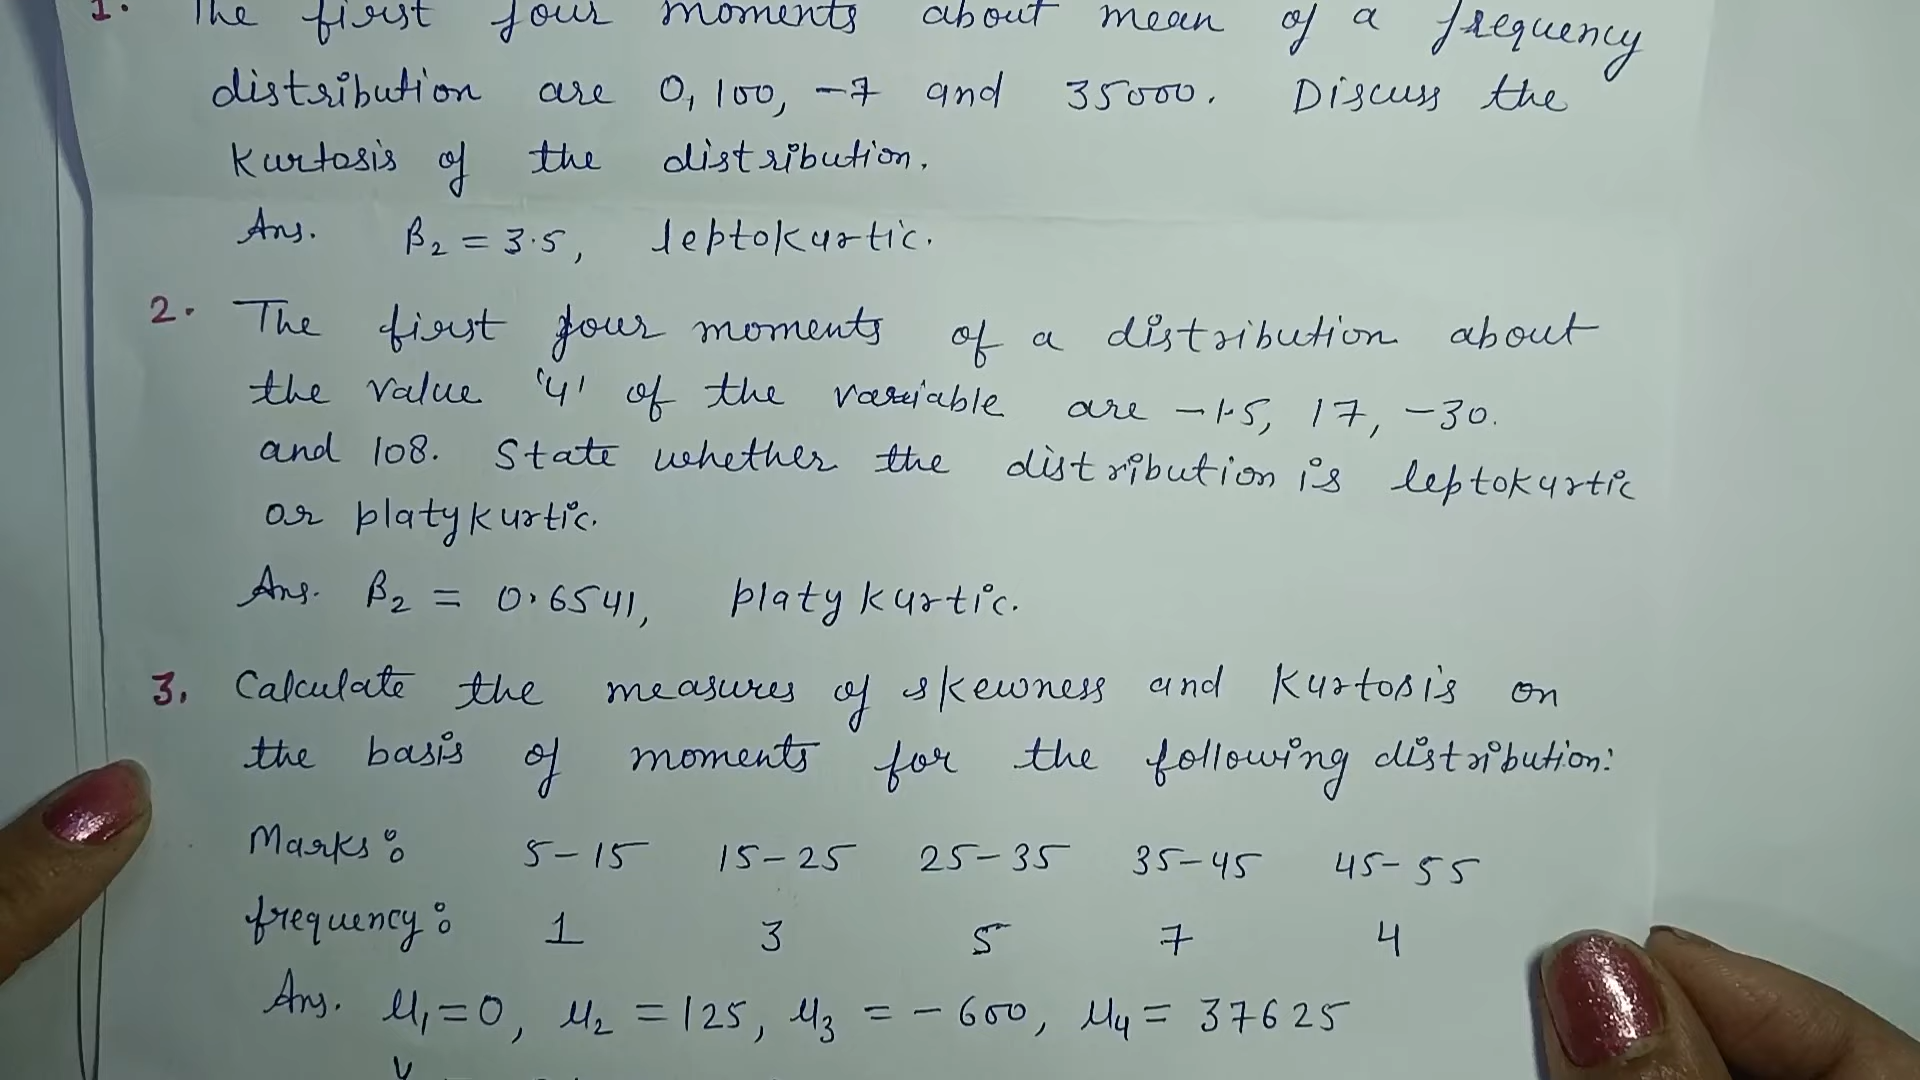 1. The first four moments about mean of a frequency
distribution are 0, 100, -7 and 35000. Discuss the
Kurtosis of the distribution.
Ans. β2 = 3.5, leptokurtic.
2. The first four moments of a distribution about
the value '4' of the variable are -1.5, 17, -30.
and 108. State whether the distribution is leptokurtic
or platykurtic.
Ans. β2 = 0.6541, platykurtic.
3. Calculate the measures of skewness and Kurtosis on
the basis of moments for the following distribution:
Marks: 5-15 15-25 25-35 35-45 45-55
frequency: 1 3 5 7 4
Ans. μ1=0, μ2 = 125, μ3 = -600, μ4 = 37625